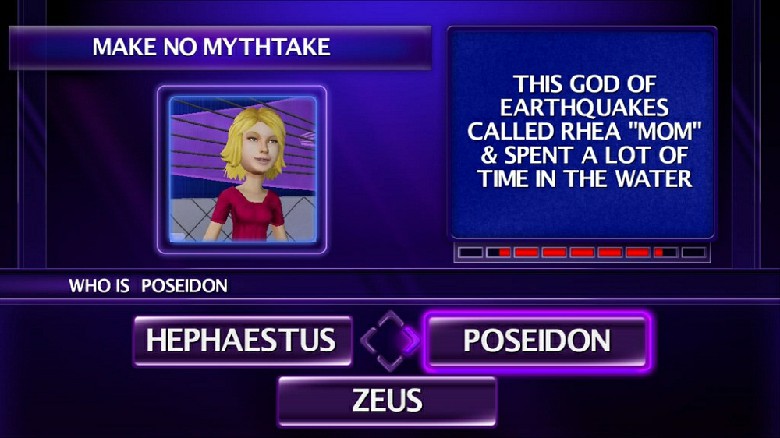 MAKE NO MYTHTAKE
THIS GOD OF
EARTHQUAKES
CALLED RHEA "MOM"
& SPENT A LOT OF
TIME IN THE WATER
WHO IS POSEIDON
HEPHAESTUS
POSEIDON
ZEUS